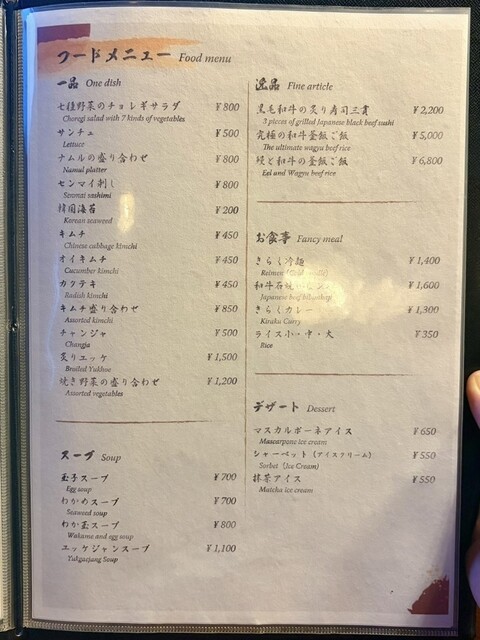 フードメニュー Food menu
一品 One dish
七種野菜のチョレギサラダ ¥800
Choregi salad with 7 kinds of vegetables
サンチュ ¥500
Lettuce
ナムルの盛り合わせ ¥800
Namul platter
センマイ刺し ¥800
Senmai sashimi
韓国海苔 ¥200
Korean seaweed
キムチ ¥450
Chinese cabbage kimchi
オイキムチ ¥450
Cucumber kimchi
カクテキ ¥450
Radish kimchi
キムチ盛り合わせ ¥850
Assorted kimchi
チャンジャ ¥500
Changja
炙りユッケ ¥1,500
Broiled Yukhoe
焼き野菜の盛り合わせ ¥1,200
Assorted vegetables
スープ Soup
玉子スープ ¥700
Egg soup
わかめスープ ¥700
Seaweed soup
わか玉スープ ¥800
Wakame and egg soup
ユッケジャンスープ ¥1,100
Yukgaejang Soup
逸品 Fine article
黒毛和牛の炙り寿司三貫 ¥2,200
3 pieces of grilled Japanese black beef sushi
究極の和牛釜飯ご飯 ¥5,000
The ultimate wagyu beef rice
鰻と和牛の釜飯ご飯 ¥6,800
Eel und Wagyu beef rice
お食事 Fancy meal
きらく冷麺 ¥1,400
Reimen
和牛石焼 ¥1,600
Japanese beef bibimbap
きらくカレー ¥1,300
Kiraku Curry
ライス小・中・大 ¥350
Rice
デザート Dessert
マスカルポーネアイス ¥650
Mascarpone ice cream
シャーベット（アイスクリーム） ¥550
Sorbet (Ice Cream)
抹茶アイス ¥550
Matcha ice cream